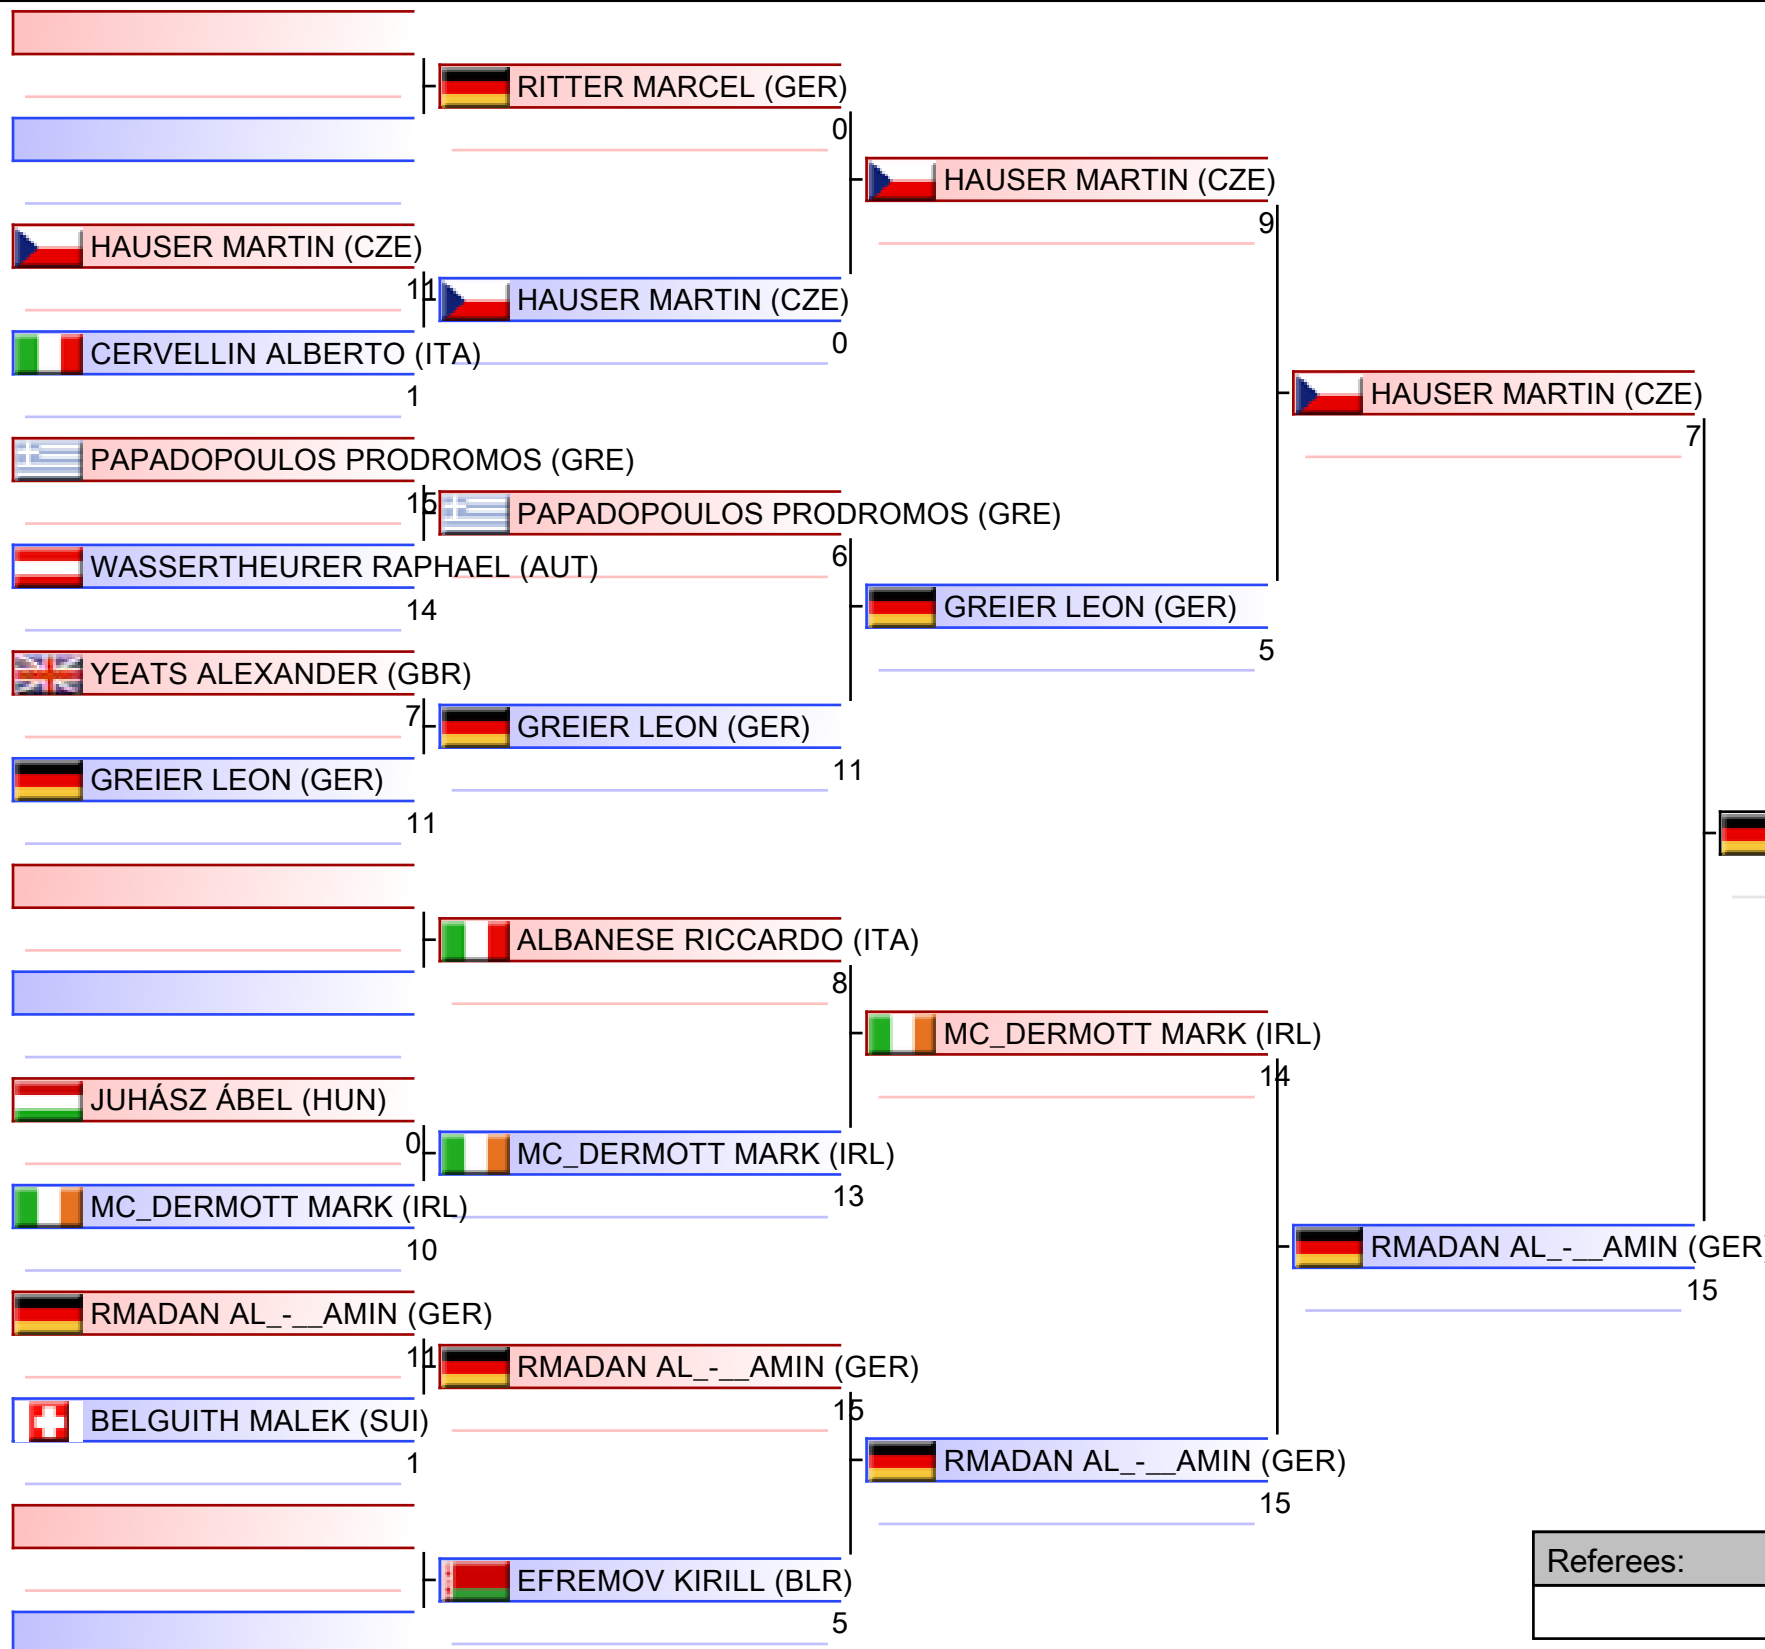 RITTER MARCEL (GER)
0
HAUSER MARTIN (CZE)
9
HAUSER MARTIN (CZE)
11
HAUSER MARTIN (CZE)
0
CERVELLIN ALBERTO (ITA)
1
HAUSER MARTIN (CZE)
7
PAPADOPOULOS PRODROMOS (GRE)
15
PAPADOPOULOS PRODROMOS (GRE)
6
WASSERTHEURER RAPHAEL (AUT)
14
GREIER LEON (GER)
5
YEATS ALEXANDER (GBR)
7
GREIER LEON (GER)
11
GREIER LEON (GER)
11
ALBANESE RICCARDO (ITA)
8
MC_DERMOTT MARK (IRL)
14
JUHÁSZ ÁBEL (HUN)
0
MC_DERMOTT MARK (IRL)
13
MC_DERMOTT MARK (IRL)
10
RMADAN AL_-__AMIN (GER)
15
RMADAN AL_-__AMIN (GER)
11
RMADAN AL_-__AMIN (GER)
15
BELGUITH MALEK (SUI)
1
RMADAN AL_-__AMIN (GER)
15
EFREMOV KIRILL (BLR)
5
Referees: